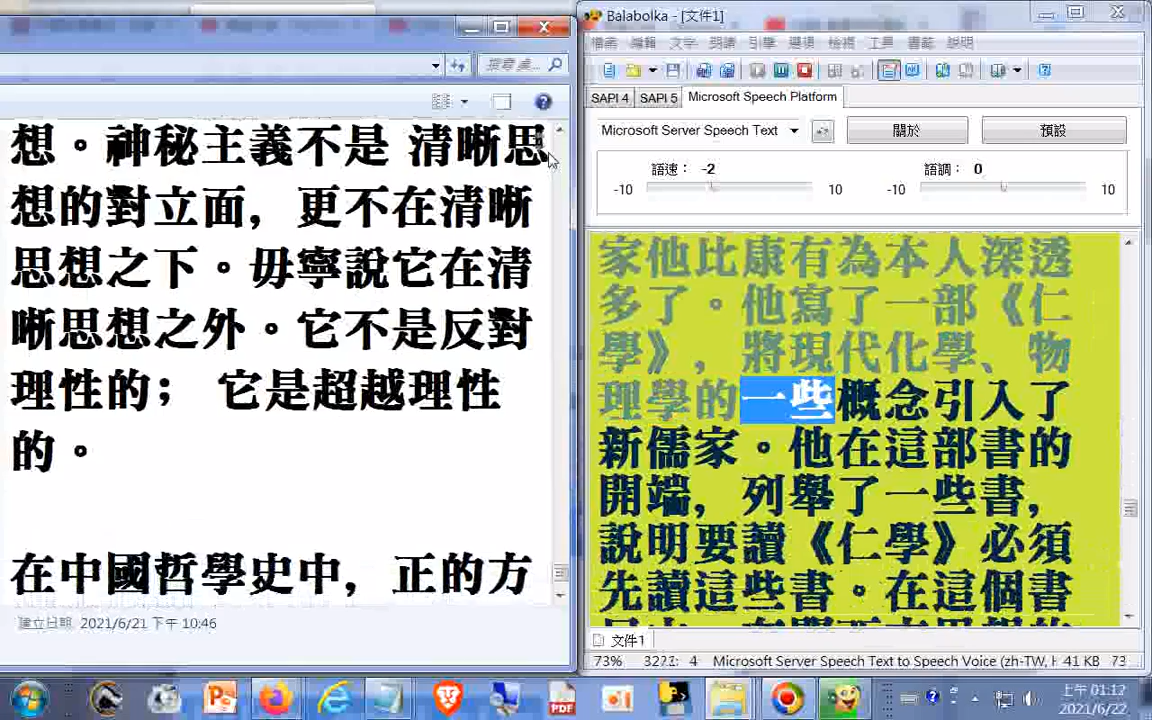 搜尋 桌...
想。神秘主義不是 清晰思
想的對立面，更不在清晰
思想之下。毋寧說它在清
晰思想之外。它不是反對
理性的； 它是超越理性
的。
在中國哲學史中，正的方
建立日期 2021/6/21 下午 10:46
Balabolka - [文件1]
檔案 編輯 文字 朗讀 引擎 選項 檢視 工具 書籤 說明
SAPI 4 SAPI 5 Microsoft Speech Platform
Microsoft Server Speech Text 關於 預設
語速： -2 語調： 0
-10 10 -10 10
家他比康有為本人深透
多了。他寫了一部《仁
學》，將現代化學、物
理學的一些概念引入了
新儒家。他在這部書的
開端，列舉了一些書，
說明要讀《仁學》必須
先讀這些書。在這個書
文件1
73% 322: 4 Microsoft Server Speech Text to Speech Voice (zh-TW, H 41 KB 73
上午 01:12
2021/6/22